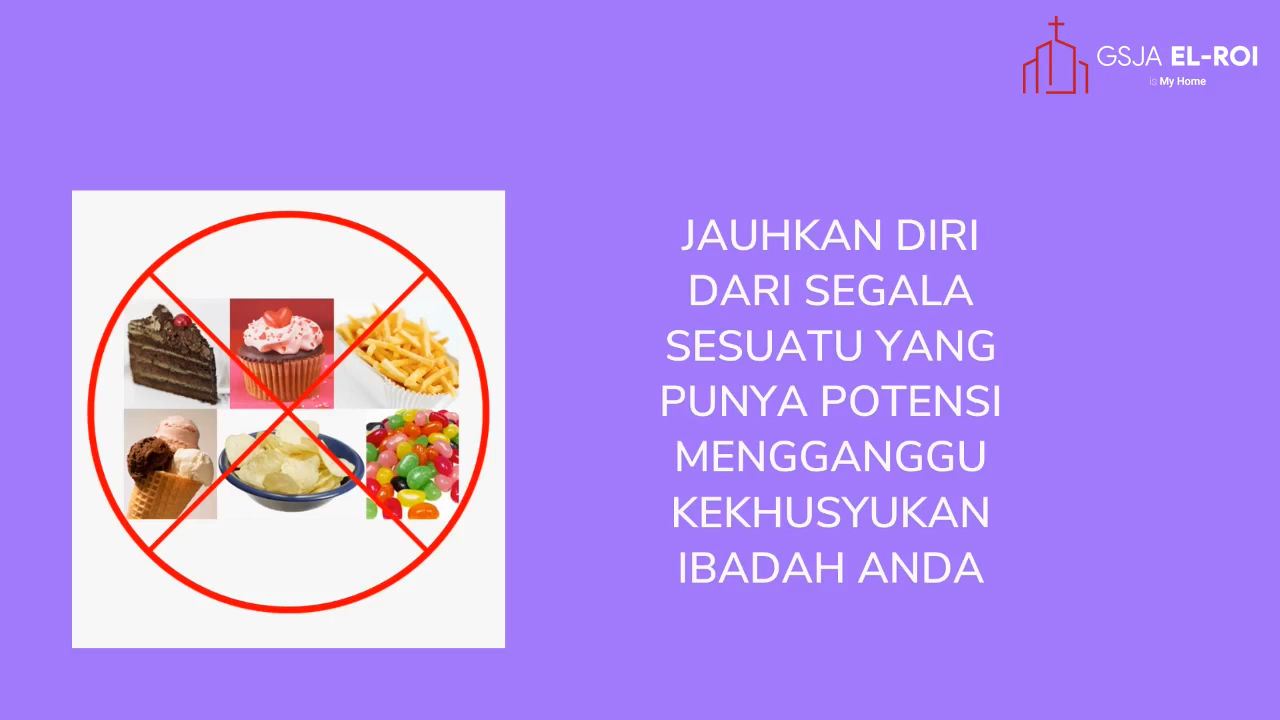 GSJA EL-ROI
is My Home
JAUHKAN DIRI
DARI SEGALA
SESUATU YANG
PUNYA POTENSI
MENGGANGGU
KEKHUSYUKAN
IBADAH ANDA